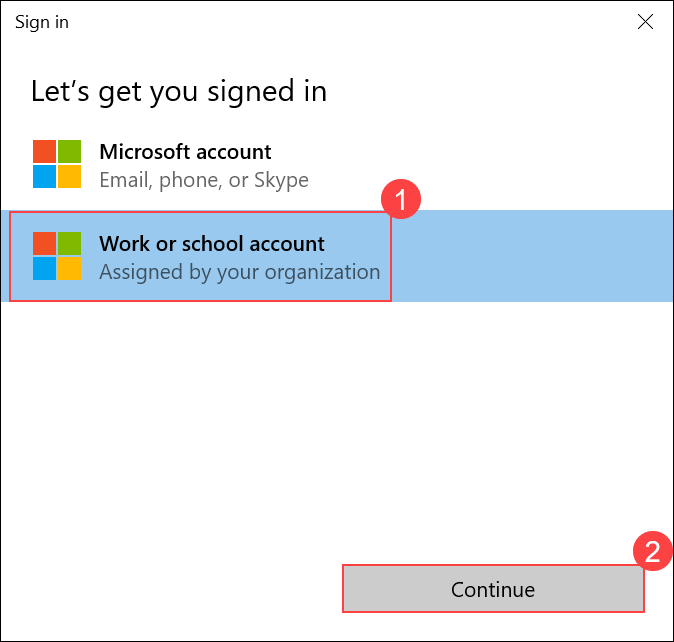 Sign in
Let’s get you signed in
Microsoft account
Email, phone, or Skype
1
Work or school account
Assigned by your organization
2
Continue